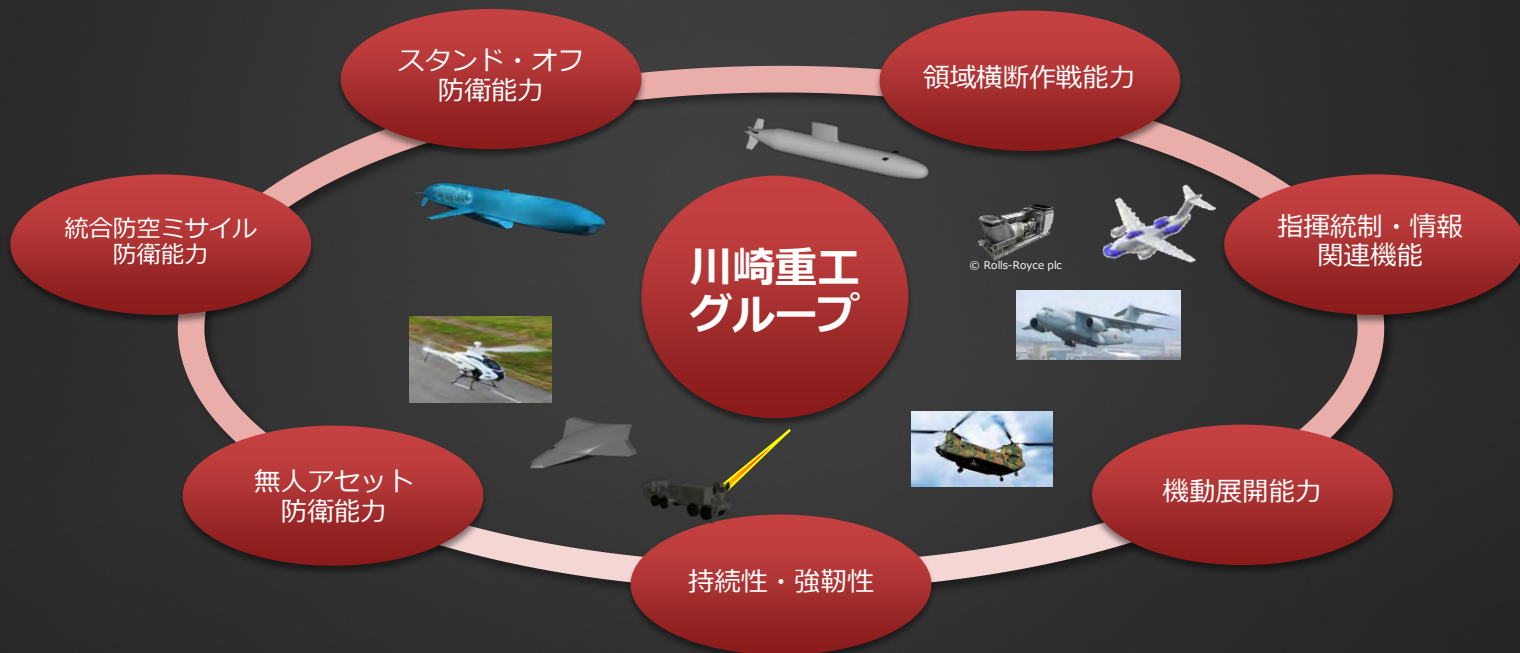 スタンド・オフ
防衛能力
領域横断作戦能力
統合防空ミサイル
防衛能力
指揮統制・情報
関連機能
© Rolls-Royce plc
川崎重工
グループ
無人アセット
防衛能力
機動展開能力
持続性・強靭性